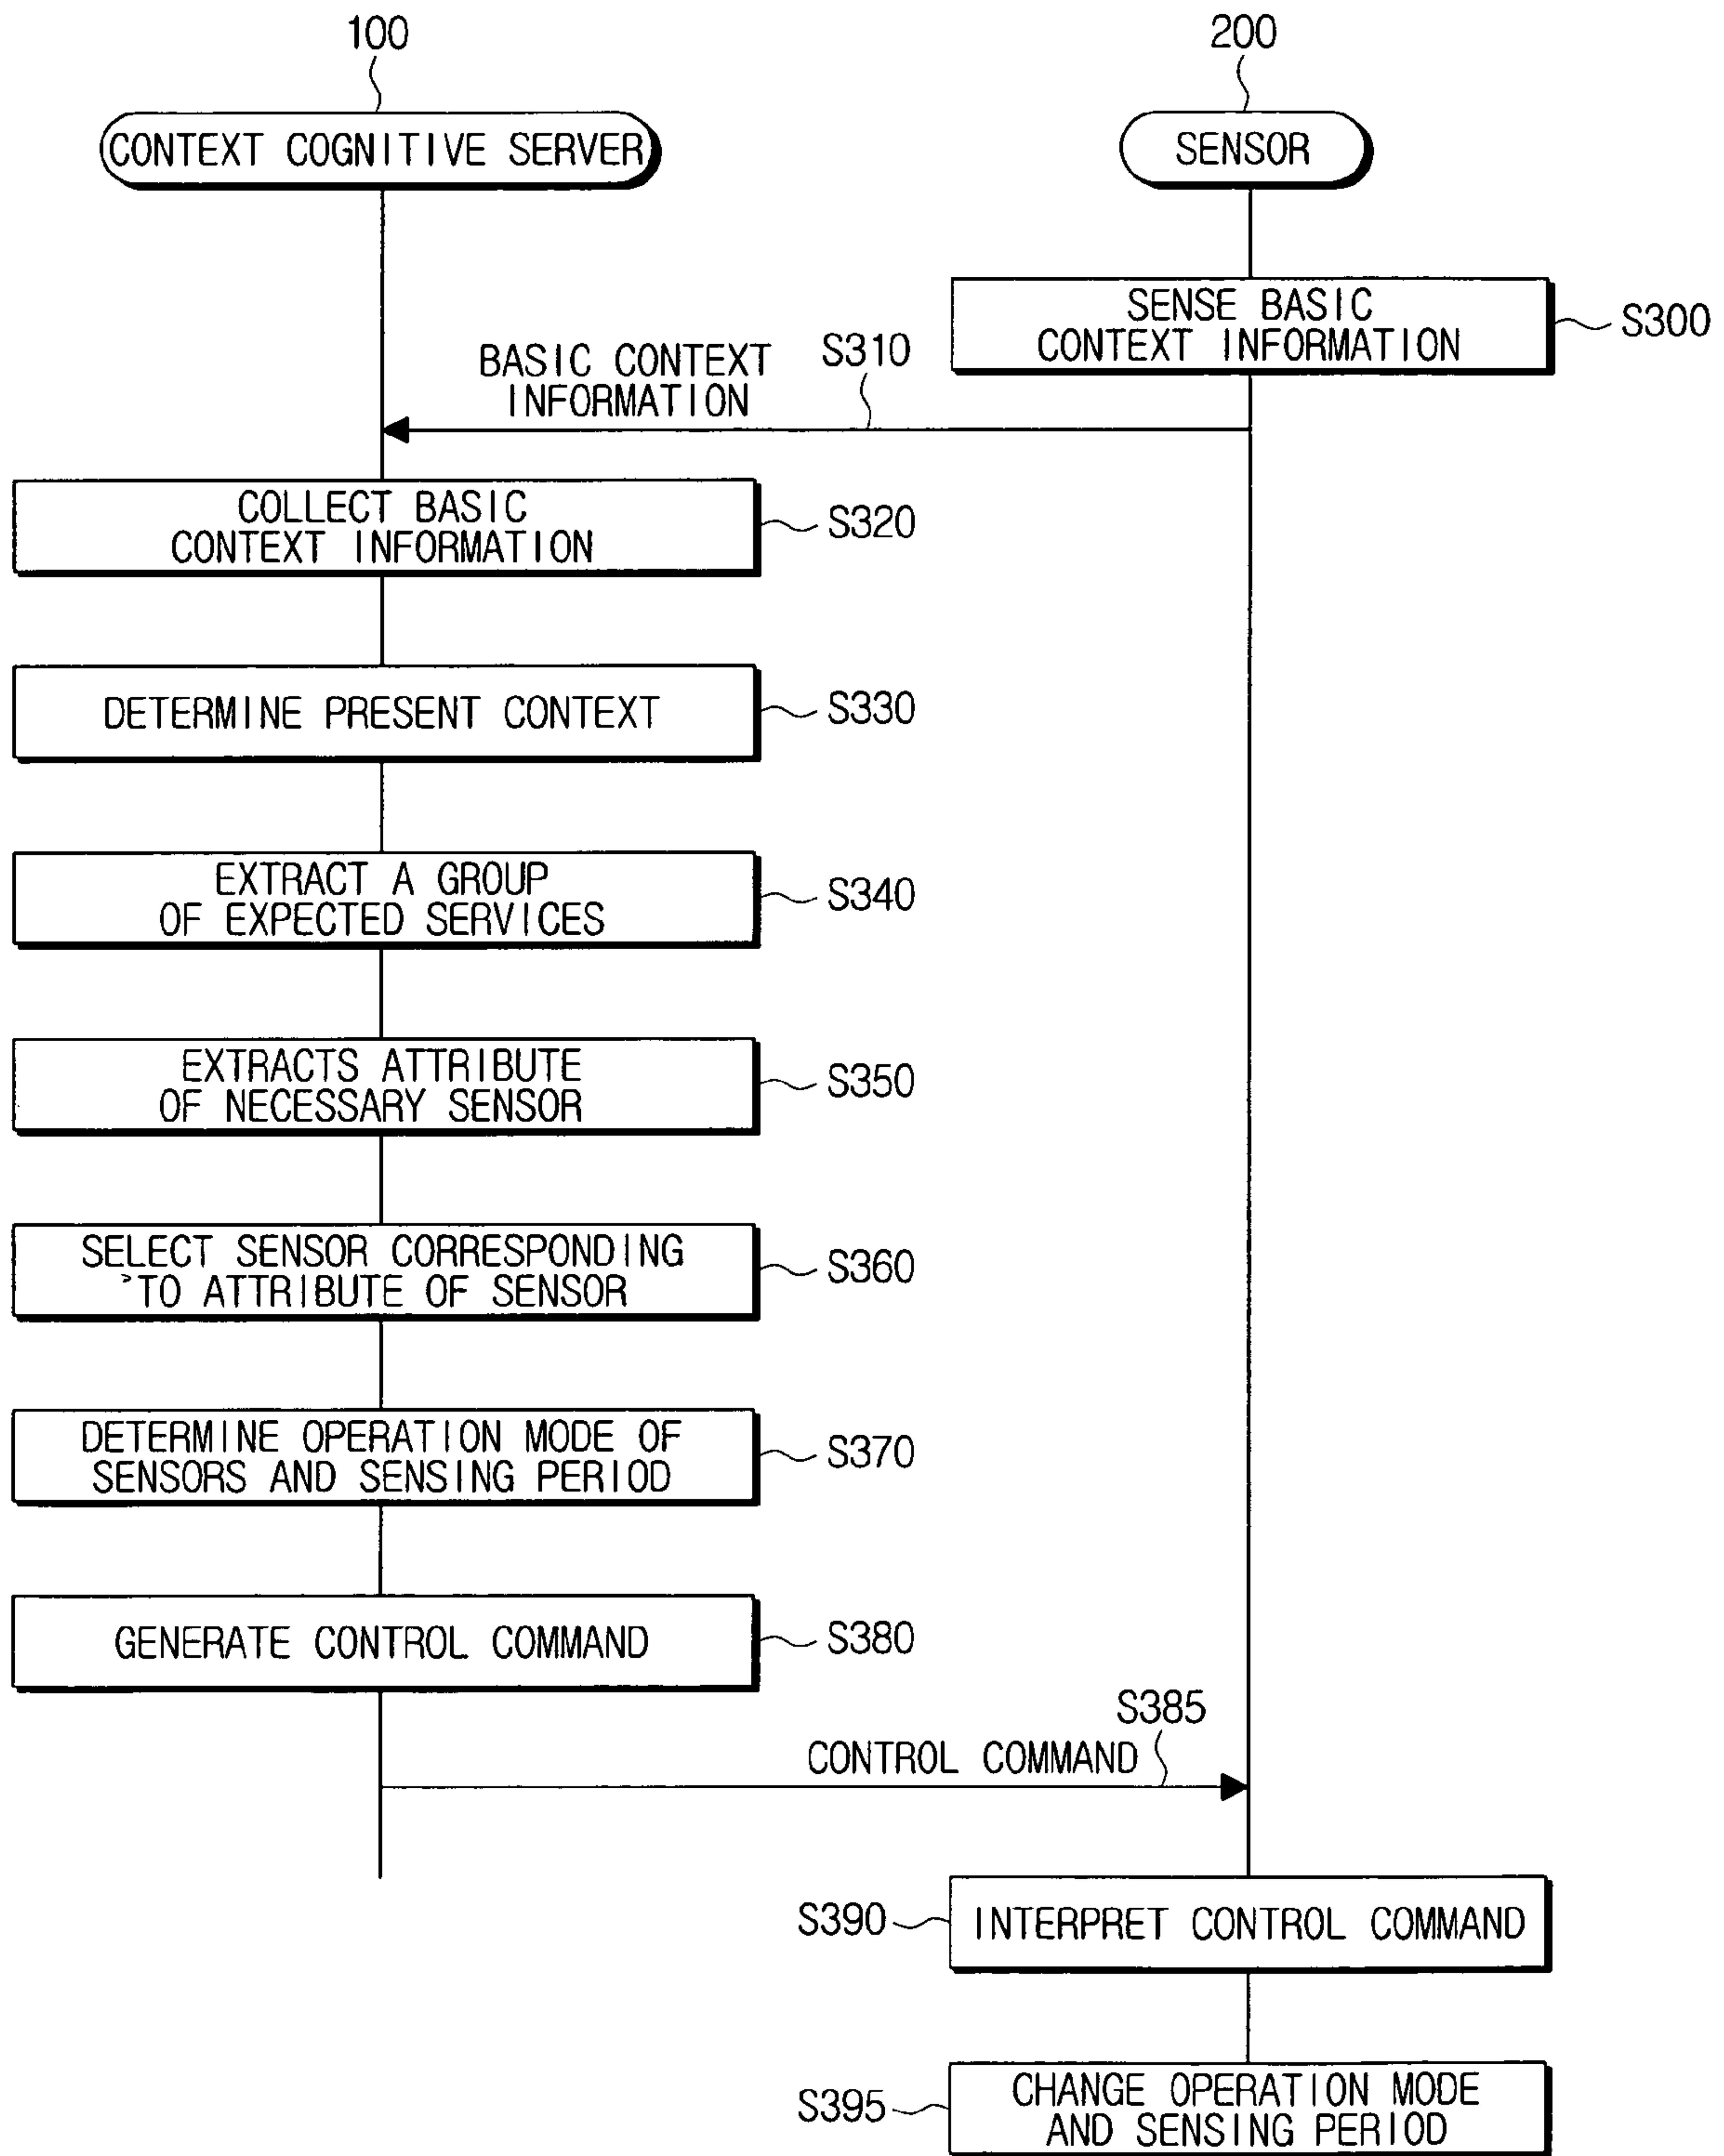 100
200
CONTEXT COGNITIVE SERVER
SENSOR
SENSE BASIC
CONTEXT INFORMATION
S300
BASIC CONTEXT
INFORMATION
S310
COLLECT BASIC
CONTEXT INFORMATION
S320
DETERMINE PRESENT CONTEXT
S330
EXTRACT A GROUP
OF EXPECTED SERVICES
S340
EXTRACTS ATTRIBUTE
OF NECESSARY SENSOR
S350
SELECT SENSOR CORRESPONDING
TO ATTRIBUTE OF SENSOR
S360
DETERMINE OPERATION MODE OF
SENSORS AND SENSING PERIOD
S370
GENERATE CONTROL COMMAND
S380
S385
CONTROL COMMAND
S390
INTERPRET CONTROL COMMAND
S395
CHANGE OPERATION MODE
AND SENSING PERIOD